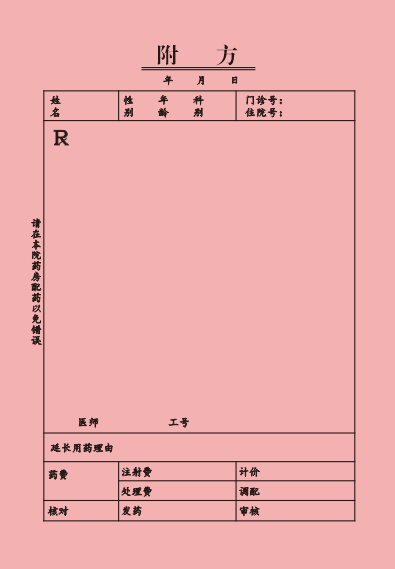 附 方
年 月 日
姓名 性别 年龄 科别 门诊号：
住院号：
R
请在本院药房配药以免错误
医师 工号
延长用药理由
药费 注射费 计价
处理费 调配
核对 发药 审核